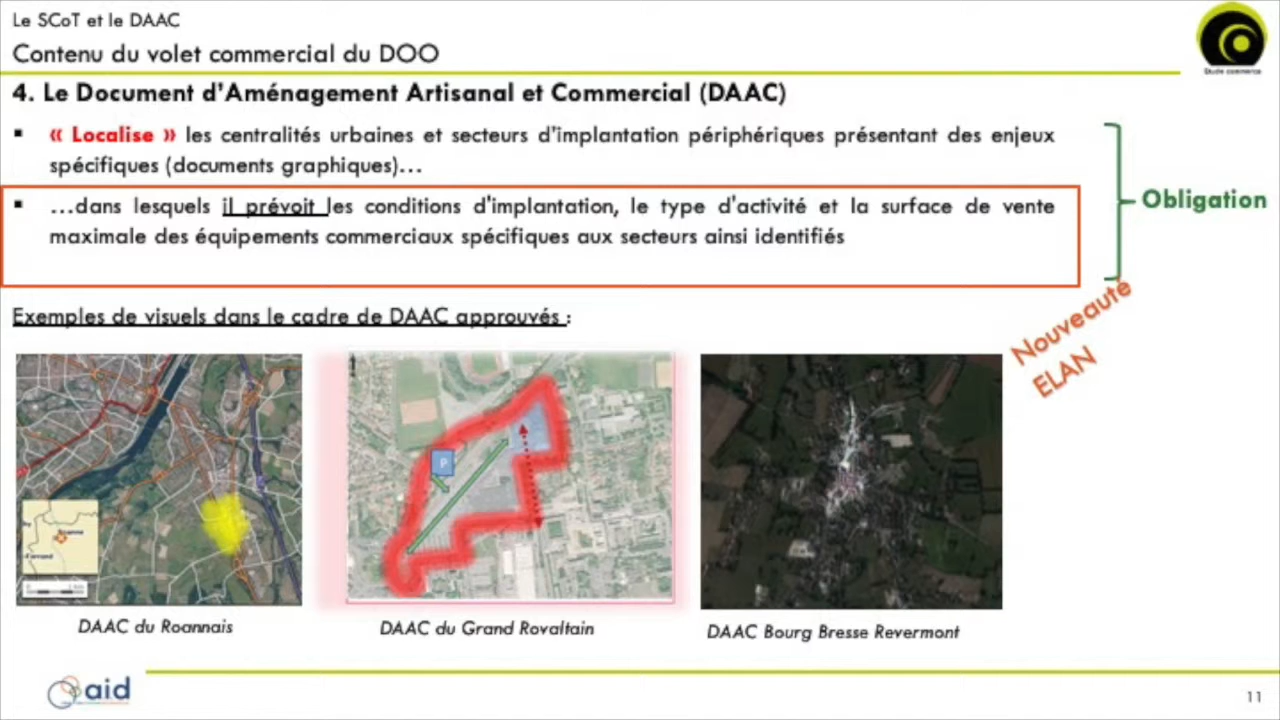 Le SCoT et le DAAC
Contenu du volet commercial du DOO
Etude commerce
4. Le Document d'Aménagement Artisanal et Commercial (DAAC)
▪ « Localise » les centralités urbaines et secteurs d'implantation périphériques présentant des enjeux
spécifiques (documents graphiques)…
▪ …dans lesquels il prévoit les conditions d'implantation, le type d'activité et la surface de vente
maximale des équipements commerciaux spécifiques aux secteurs ainsi identifiés
Obligation
Nouveauté
ELAN
Exemples de visuels dans le cadre de DAAC approuvés :
P
Roanne
DAAC du Roannais
DAAC du Grand Rovaltain
DAAC Bourg Bresse Revermont
aid
11